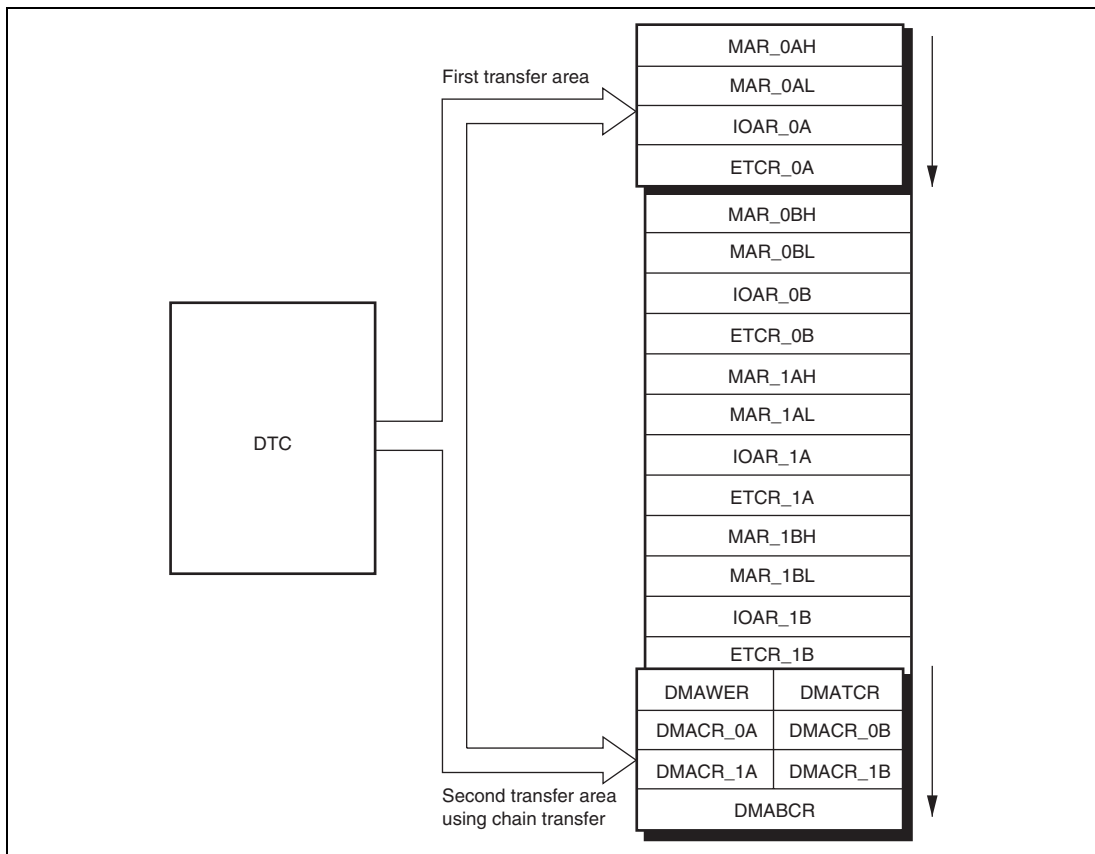 MAR_0AH
First transfer area
MAR_0AL
IOAR_0A
ETCR_0A
MAR_0BH
MAR_0BL
IOAR_0B
ETCR_0B
MAR_1AH
MAR_1AL
DTC
IOAR_1A
ETCR_1A
MAR_1BH
MAR_1BL
IOAR_1B
ETCR_1B
DMAWER DMATCR
DMACR_0A DMACR_0B
DMACR_1A DMACR_1B
Second transfer area
using chain transfer
DMABCR